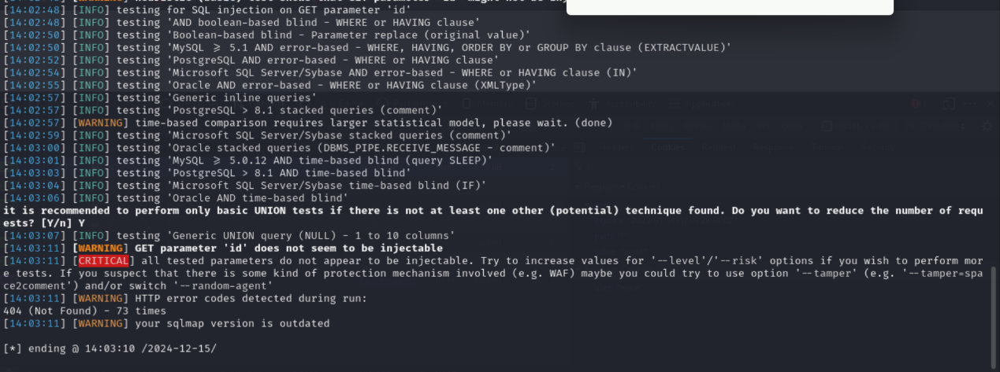 [14:02:48] [INFO] testing for SQL injection on GET parameter 'id'
[14:02:48] [INFO] testing 'AND boolean-based blind - WHERE or HAVING clause'
[14:02:50] [INFO] testing 'Boolean-based blind - Parameter replace (original value)'
[14:02:50] [INFO] testing 'MySQL ≥ 5.1 AND error-based - WHERE, HAVING, ORDER BY or GROUP BY clause (EXTRACTVALUE)'
[14:02:52] [INFO] testing 'PostgreSQL AND error-based - WHERE or HAVING clause'
[14:02:54] [INFO] testing 'Microsoft SQL Server/Sybase AND error-based - WHERE or HAVING clause (IN)'
[14:02:55] [INFO] testing 'Oracle AND error-based - WHERE or HAVING clause (XMLType)'
[14:02:57] [INFO] testing 'Generic inline queries'
[14:02:57] [INFO] testing 'PostgreSQL > 8.1 stacked queries (comment)'
[14:02:57] [WARNING] time-based comparison requires larger statistical model, please wait. (done)
[14:02:59] [INFO] testing 'Microsoft SQL Server/Sybase stacked queries (comment)'
[14:03:00] [INFO] testing 'Oracle stacked queries (DBMS_PIPE.RECEIVE_MESSAGE - comment)'
[14:03:01] [INFO] testing 'MySQL ≥ 5.0.12 AND time-based blind (query SLEEP)'
[14:03:03] [INFO] testing 'PostgreSQL > 8.1 AND time-based blind'
[14:03:04] [INFO] testing 'Microsoft SQL Server/Sybase time-based blind (IF)'
[14:03:06] [INFO] testing 'Oracle AND time-based blind'
it is recommended to perform only basic UNION tests if there is not at least one other (potential) technique found. Do you want to reduce the number of requ
ests? [Y/n] Y
[14:03:07] [INFO] testing 'Generic UNION query (NULL) - 1 to 10 columns'
[14:03:11] [WARNING] GET parameter 'id' does not seem to be injectable
[14:03:11] [CRITICAL] all tested parameters do not appear to be injectable. Try to increase values for '--level'/'--risk' options if you wish to perform mor
e tests. If you suspect that there is some kind of protection mechanism involved (e.g. WAF) maybe you could try to use option '--tamper' (e.g. '--tamper=spa
ce2comment') and/or switch '--random-agent'
[14:03:11] [WARNING] HTTP error codes detected during run:
404 (Not Found) - 73 times
[14:03:11] [WARNING] your sqlmap version is outdated
[*] ending @ 14:03:10 /2024-12-15/